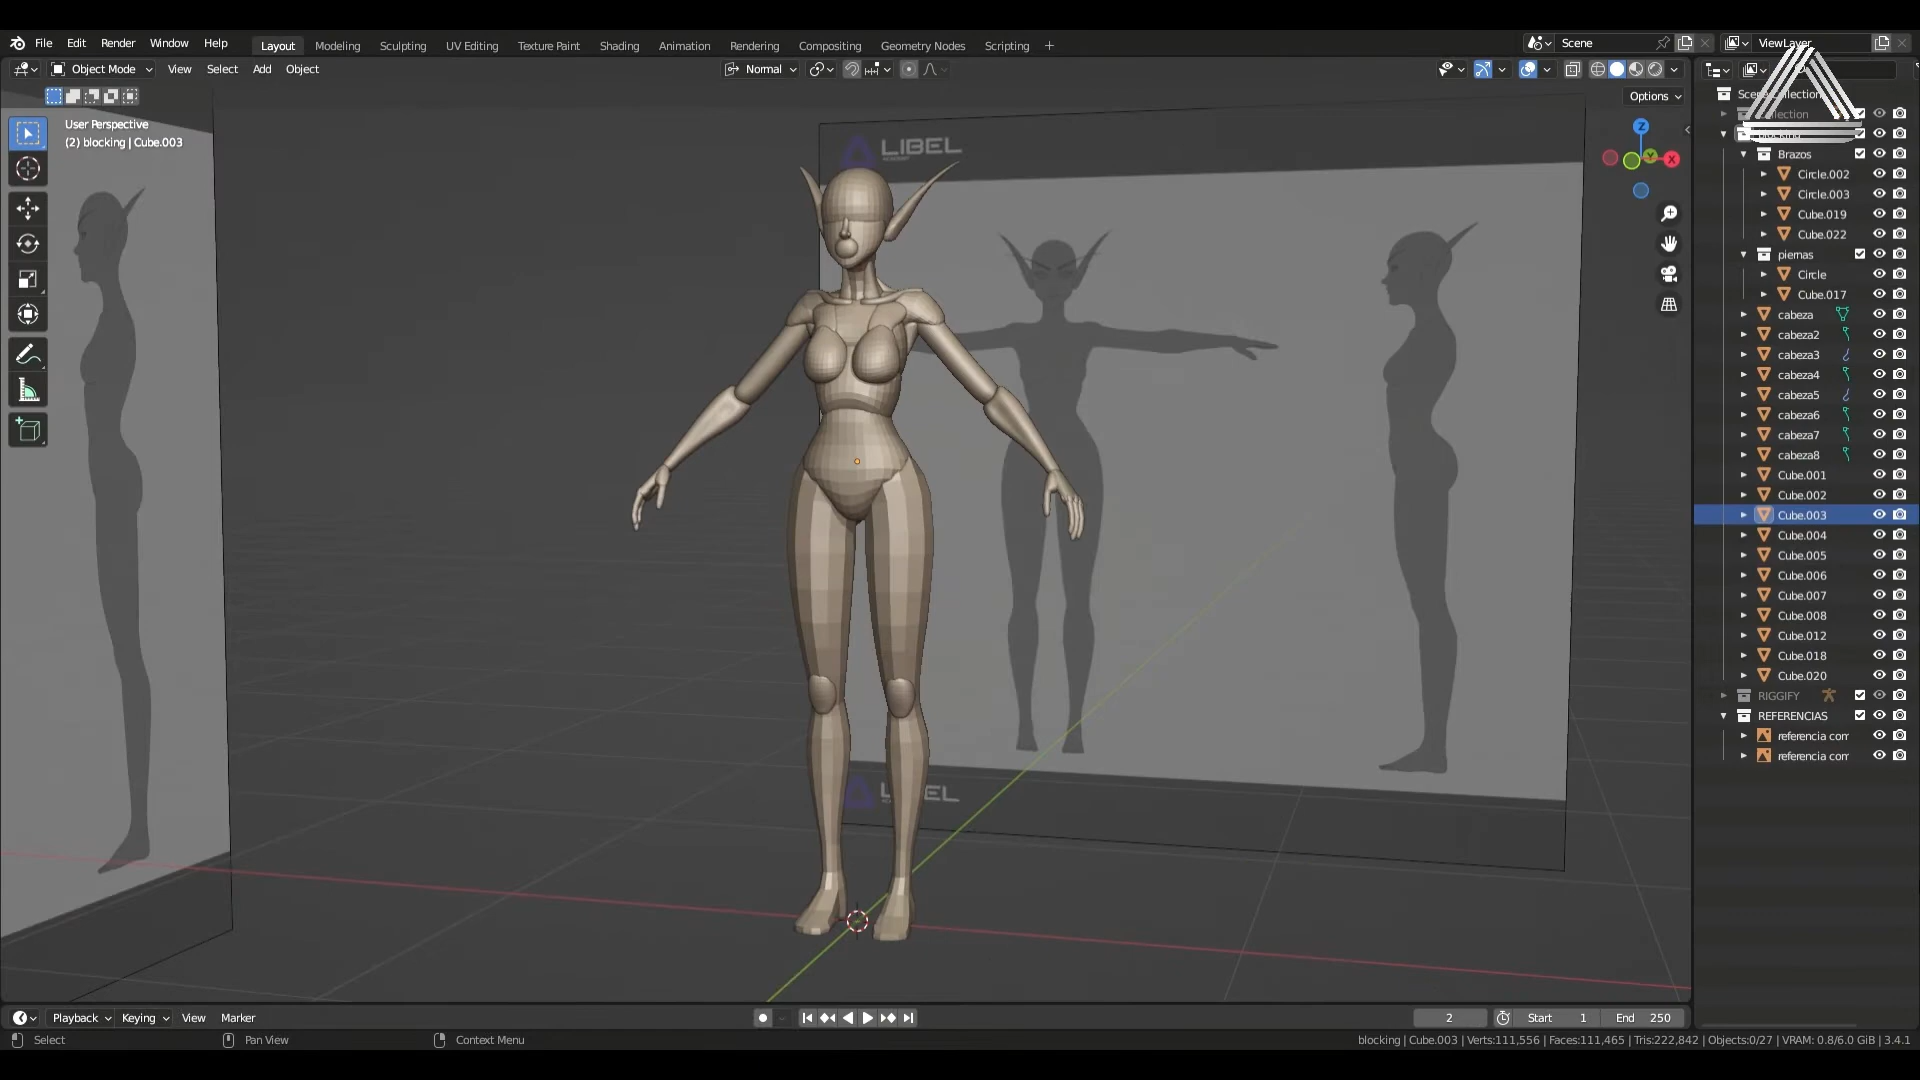 File Edit Render Window Help
Layout Modeling Sculpting UV Editing Texture Paint Shading Animation Rendering Compositing Geometry Nodes Scripting +
Scene
ViewLayer
Object Mode View Select Add Object
Normal
Options
User Perspective
(2) blocking | Cube.003
LIBEL
Z
Y
X
Brazos
Circle.002
Circle.003
Cube.019
Cube.022
piernas
Circle
Cube.017
cabeza
cabeza2
cabeza3
cabeza4
cabeza5
cabeza6
cabeza7
cabeza8
Cube.001
Cube.002
Cube.003
Cube.004
Cube.005
Cube.006
Cube.007
Cube.008
Cube.012
Cube.018
Cube.020
RIGGIFY
REFERENCIAS
referencia com
referencia com
Playback Keying View Marker
2 Start 1 End 250
Select Pan View Context Menu
blocking | Cube.003 | Verts:111,556 | Faces:111,465 | Tris:222,842 | Objects:0/27 | VRAM: 0.8/6.0 GiB | 3.4.1